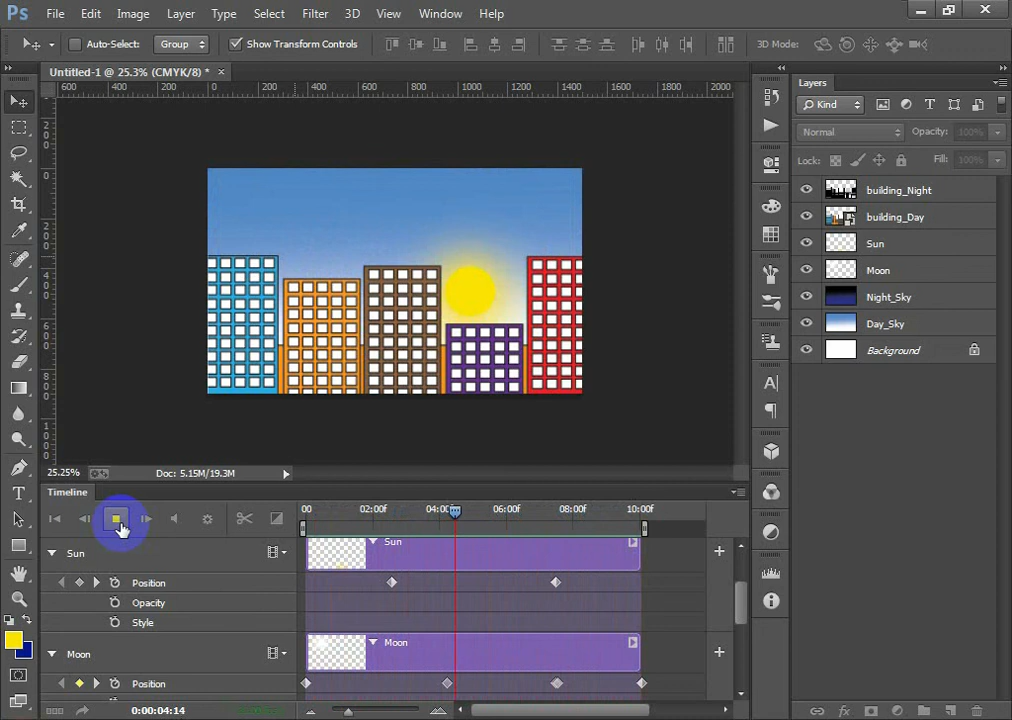 Ps File Edit Image Layer Type Select Filter 3D View Window Help
Auto-Select: Group Show Transform Controls 3D Mode:
Untitled-1 @ 25.3% (CMYK/8) * ×
600 400 200 0 200 400 600 800 1000 1200 1400 1600 1800 2000
Layers
Kind
Normal Opacity: 100%
Lock: Fill: 100%
building_Night
building_Day
Sun
Moon
Night_Sky
Day_Sky
Background
25.25% Doc: 5.15M/19.3M
Timeline
00 02:00f 04:00f 06:00f 08:00f 10:00f
Sun Sun
Position
Opacity
Style
Moon Moon
Position
0:00:04:14